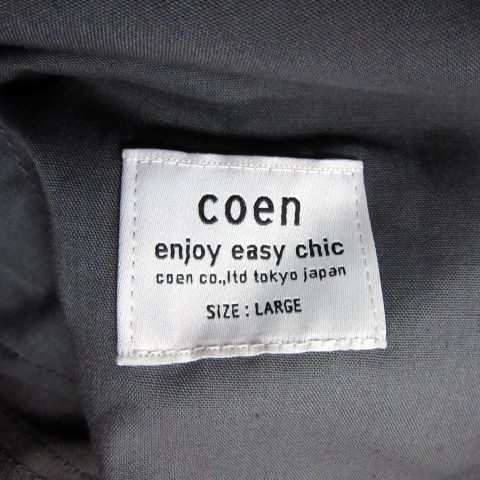 coen
enjoy easy chic
coen co.,ltd tokyo japan
SIZE : LARGE